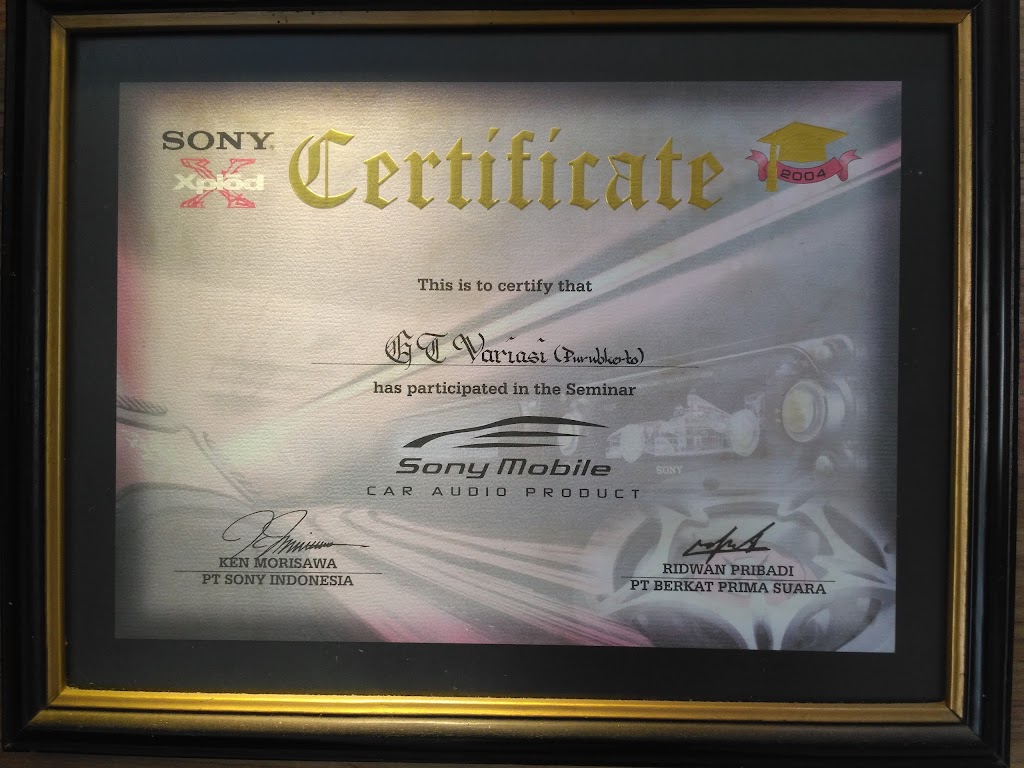 SONY
Xplod
Certificate
2004
This is to certify that
GT Variasi
has participated in the Seminar
Sony Mobile
CAR AUDIO PRODUCT
SONY
KEN MORISAWA
PT SONY INDONESIA
RIDWAN PRIBADI
PT BERKAT PRIMA SUARA